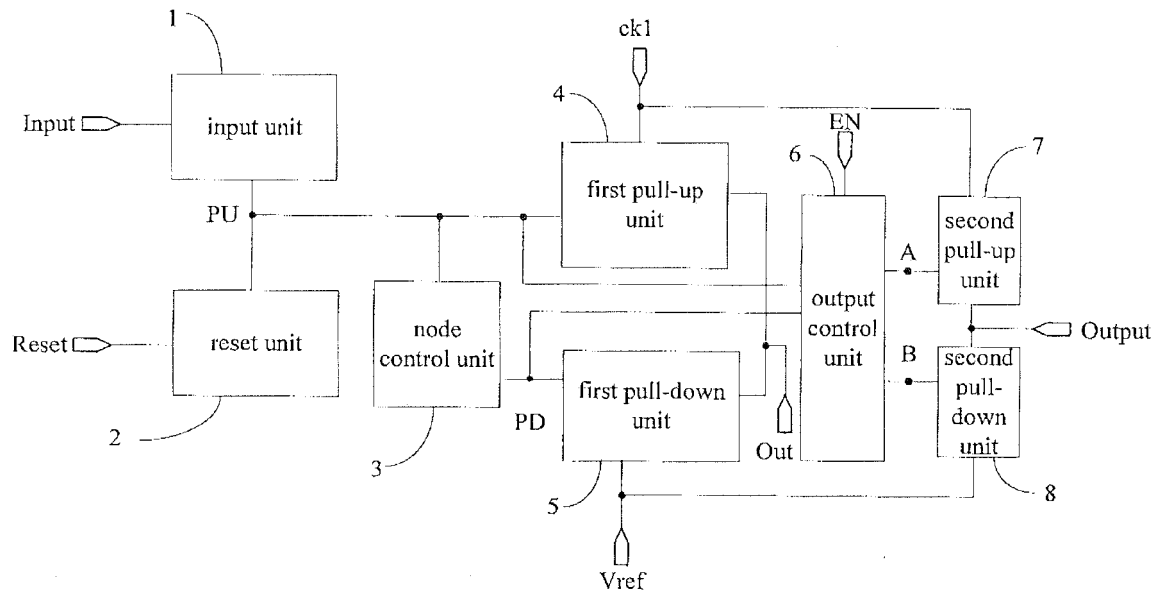 1
ck1
4
EN
Input
input unit
6
7
first pull-up
unit
PU
second
pull-up
unit
A
output
control
unit
Reset
reset unit
node
control unit
Output
B
second
pull-
down
unit
first pull-down
unit
2
PD
Out
3
5
8
Vref